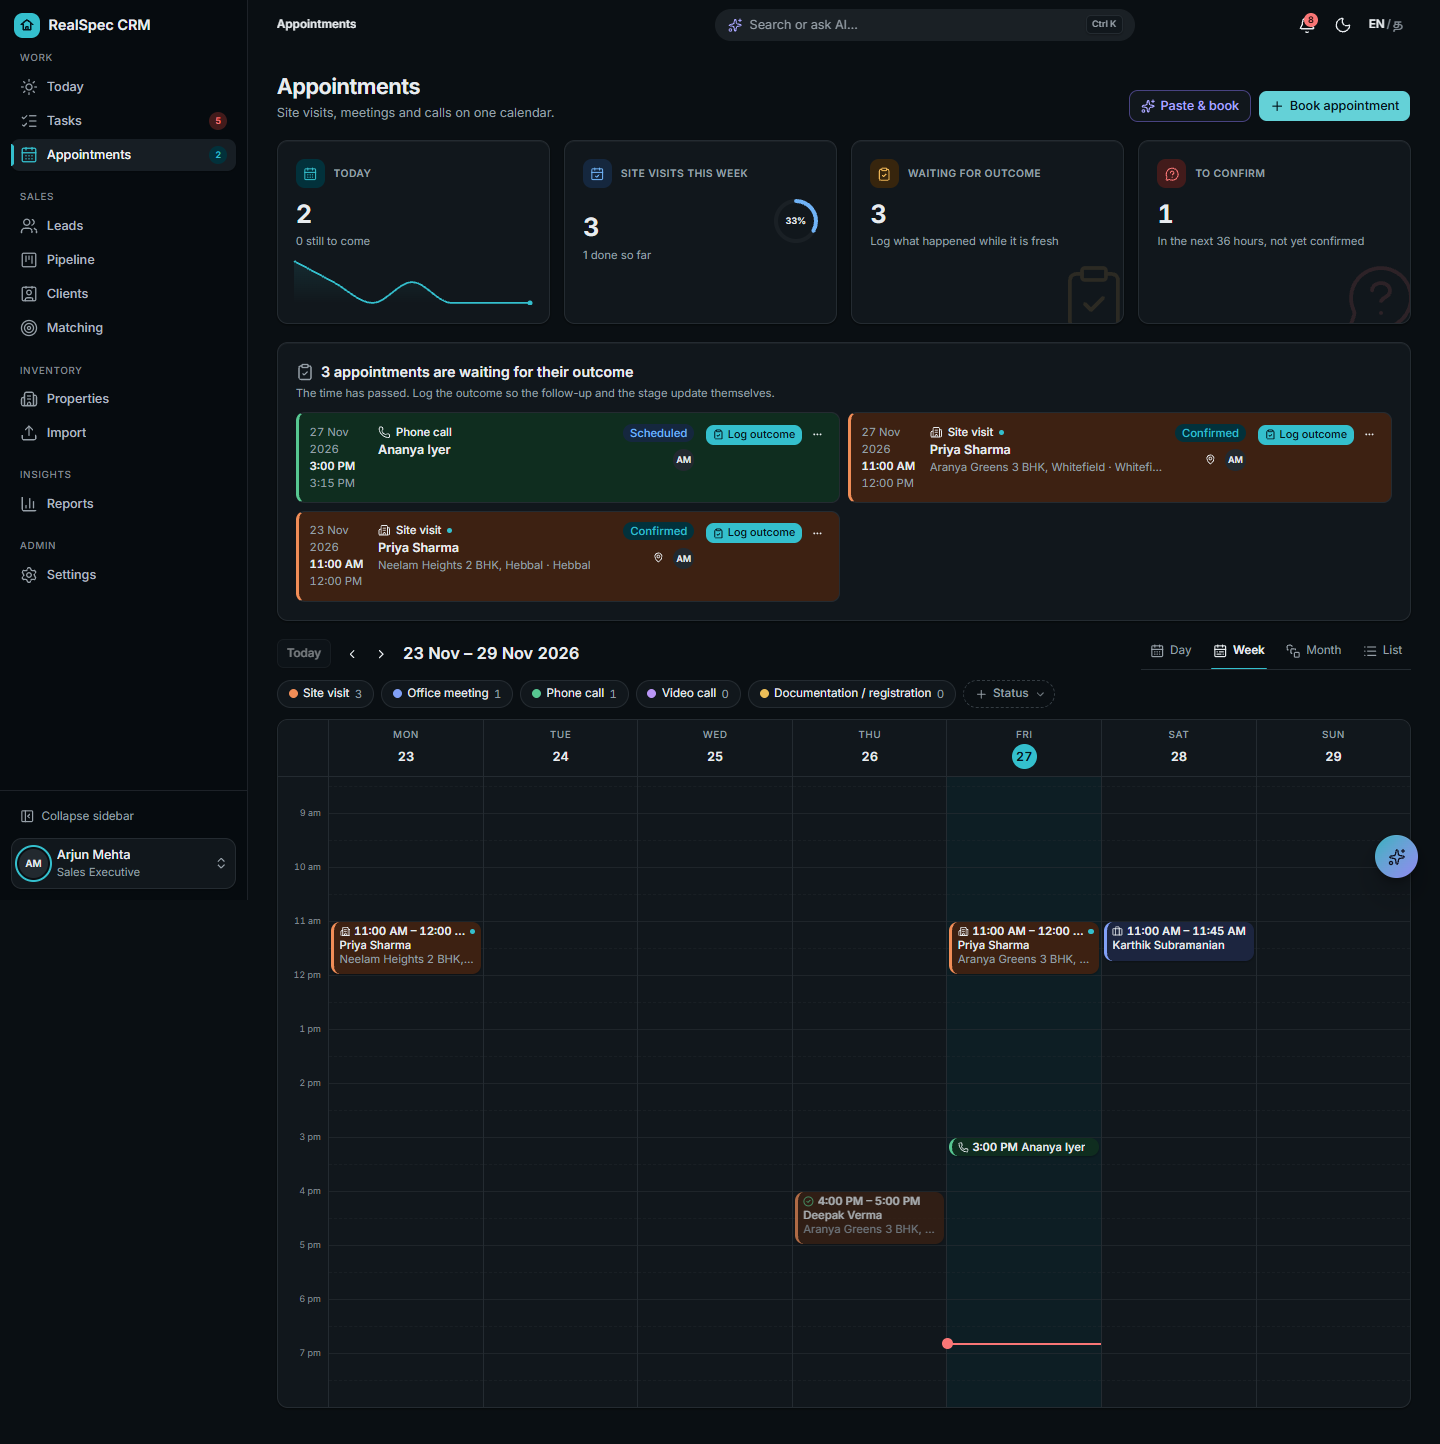 RealSpec CRM
WORK
Today
Tasks 5
Appointments 2
SALES
Leads
Pipeline
Clients
Matching
INVENTORY
Properties
Import
INSIGHTS
Reports
ADMIN
Settings
Collapse sidebar
AM
Arjun Mehta
Sales Executive
Appointments
Search or ask AI...
Ctrl K
8
EN / த
Appointments
Site visits, meetings and calls on one calendar.
Paste & book
Book appointment
TODAY
2
0 still to come
SITE VISITS THIS WEEK
3
33%
1 done so far
WAITING FOR OUTCOME
3
Log what happened while it is fresh
TO CONFIRM
1
In the next 36 hours, not yet confirmed
3 appointments are waiting for their outcome
The time has passed. Log the outcome so the follow-up and the stage update themselves.
27 Nov
2026
3:00 PM
3:15 PM
Phone call
Ananya Iyer
Scheduled
AM
Log outcome
27 Nov
2026
11:00 AM
12:00 PM
Site visit
Priya Sharma
Aranya Greens 3 BHK, Whitefield · Whitefi...
Confirmed
AM
Log outcome
23 Nov
2026
11:00 AM
12:00 PM
Site visit
Priya Sharma
Neelam Heights 2 BHK, Hebbal · Hebbal
Confirmed
AM
Log outcome
Today
23 Nov – 29 Nov 2026
Day
Week
Month
List
Site visit 3
Office meeting 1
Phone call 1
Video call 0
Documentation / registration 0
Status
MON
23
TUE
24
WED
25
THU
26
FRI
27
SAT
28
SUN
29
9 am
10 am
11 am
12 pm
1 pm
2 pm
3 pm
4 pm
5 pm
6 pm
7 pm
11:00 AM – 12:00 ...
Priya Sharma
Neelam Heights 2 BHK,...
4:00 PM – 5:00 PM
Deepak Verma
Aranya Greens 3 BHK, ...
11:00 AM – 12:00 ...
Priya Sharma
Aranya Greens 3 BHK, ...
3:00 PM Ananya Iyer
11:00 AM – 11:45 AM
Karthik Subramanian